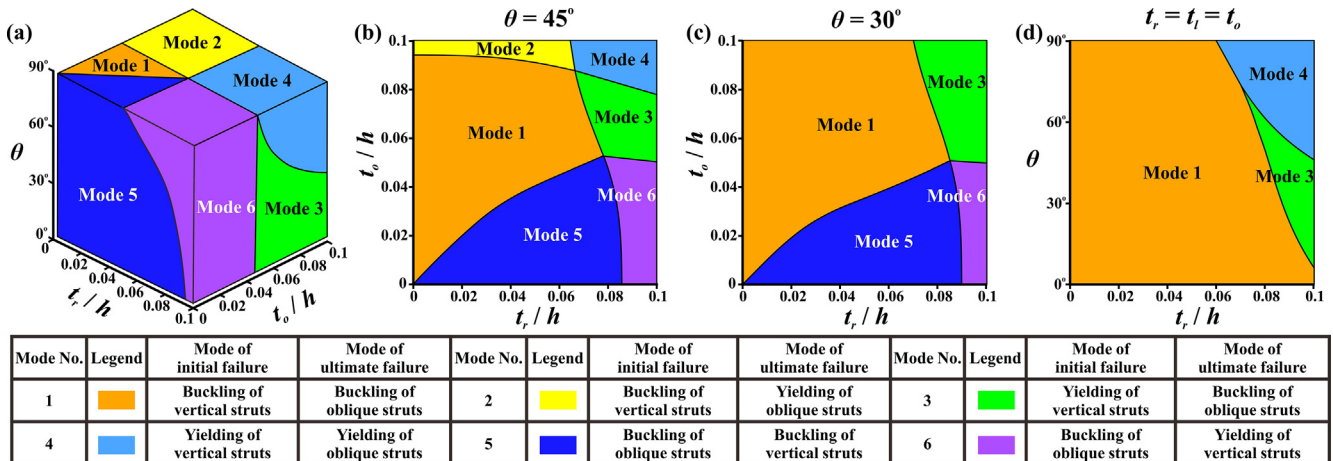 (a)
Mode 2
Mode 1
Mode 4
Mode 5
Mode 6
Mode 3
90°
60°
30°
0°
θ
0
0.02
0.04
0.06
0.08
0.1
t_r / h
0
0.02
0.04
0.06
0.08
0.1
t_o / h
θ = 45°
(b)
0.1
0.08
0.06
0.04
0.02
0
t_o / h
Mode 2
Mode 4
Mode 1
Mode 3
Mode 6
Mode 5
0 0.02 0.04 0.06 0.08 0.1
t_r / h
θ = 30°
(c)
0.1
0.08
0.06
0.04
0.02
0
t_o / h
Mode 3
Mode 1
Mode 6
Mode 5
0 0.02 0.04 0.06 0.08 0.1
t_r / h
t_r = t_l = t_o
(d)
90°
60°
30°
0°
θ
Mode 4
Mode 1
Mode 3
0 0.02 0.04 0.06 0.08 0.1
t_r / h
Mode No. Legend Mode of initial failure Mode of ultimate failure Mode No. Legend Mode of initial failure Mode of ultimate failure Mode No. Legend Mode of initial failure Mode of ultimate failure
1 Buckling of vertical struts Buckling of oblique struts 2 Buckling of vertical struts Yielding of oblique struts 3 Yielding of vertical struts Buckling of oblique struts
4 Yielding of vertical struts Yielding of oblique struts 5 Buckling of oblique struts Buckling of vertical struts 6 Buckling of oblique struts Yielding of vertical struts